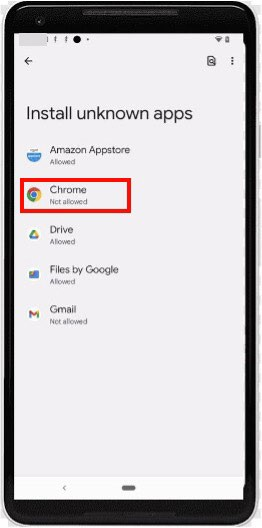 Install unknown apps
Amazon Appstore
Allowed
Chrome
Not allowed
Drive
Allowed
Files by Google
Allowed
Gmail
Not allowed